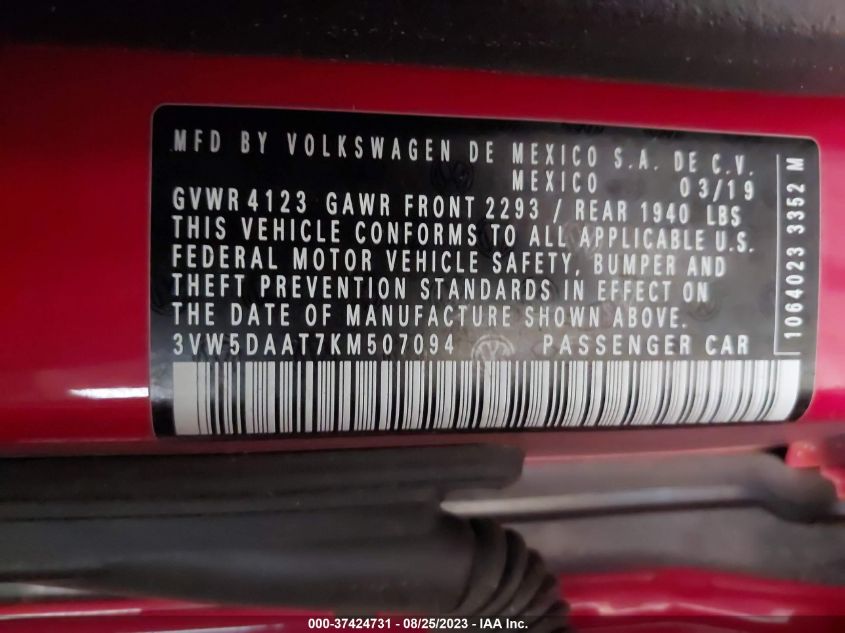 MFD BY VOLKSWAGEN DE MEXICO S.A. DE C.V.
MEXICO 03/19
GVWR 4123 GAWR FRONT 2293 / REAR 1940 LBS
THIS VEHICLE CONFORMS TO ALL APPLICABLE U.S.
FEDERAL MOTOR VEHICLE SAFETY, BUMPER AND
THEFT PREVENTION STANDARDS IN EFFECT ON
THE DATE OF MANUFACTURE SHOWN ABOVE.
3VW5DAAT7KM507094 PASSENGER CAR
1064023 3352 M
000-37424731 - 08/25/2023 - IAA Inc.